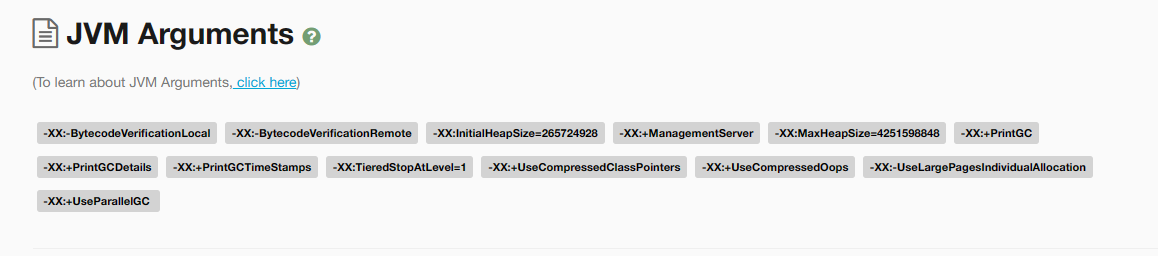 JVM Arguments ?
(To learn about JVM Arguments, click here)
-XX:-BytecodeVerificationLocal -XX:-BytecodeVerificationRemote -XX:InitialHeapSize=265724928 -XX:+ManagementServer -XX:MaxHeapSize=4251598848 -XX:+PrintGC
-XX:+PrintGCDetails -XX:+PrintGCTimeStamps -XX:TieredStopAtLevel=1 -XX:+UseCompressedClassPointers -XX:+UseCompressedOops -XX:-UseLargePagesIndividualAllocation
-XX:+UseParallelGC